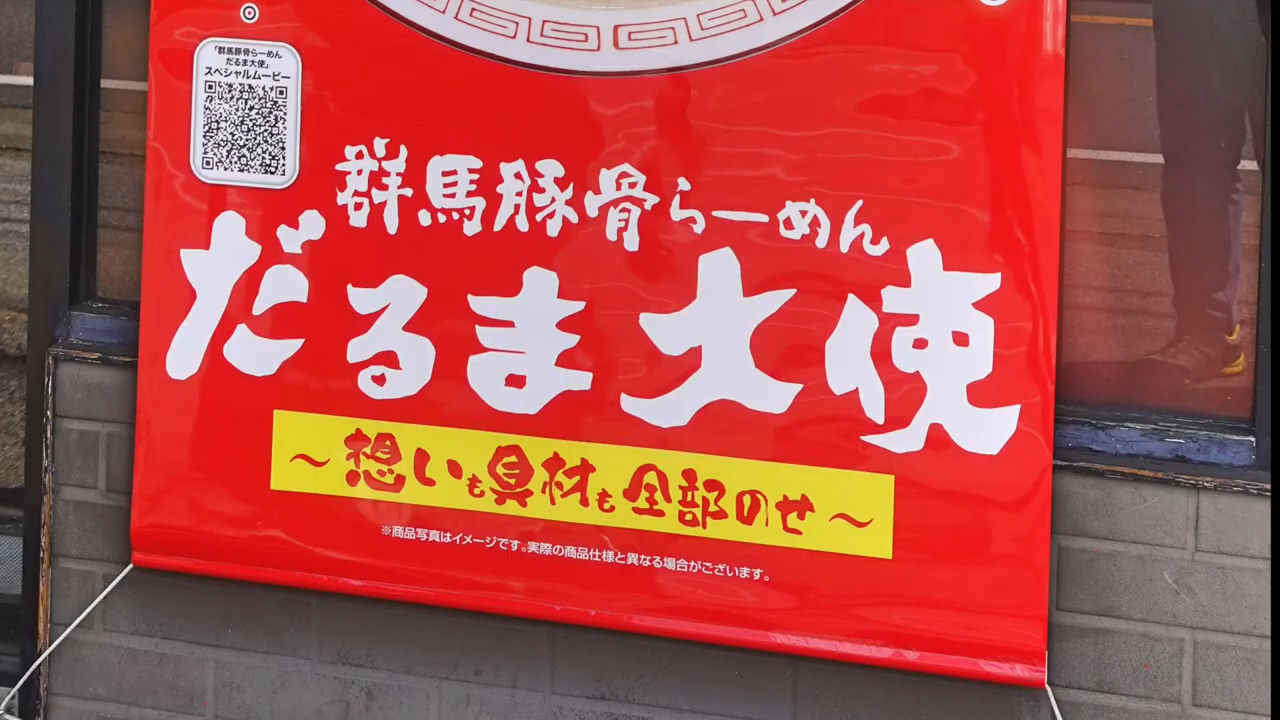 「群馬豚骨らーめん
だるま大使」
スペシャルムービー
群馬豚骨らーめん
だるま大使
～想いも具材も全部のせ～
※商品写真はイメージです。実際の商品仕様と異なる場合がございます。